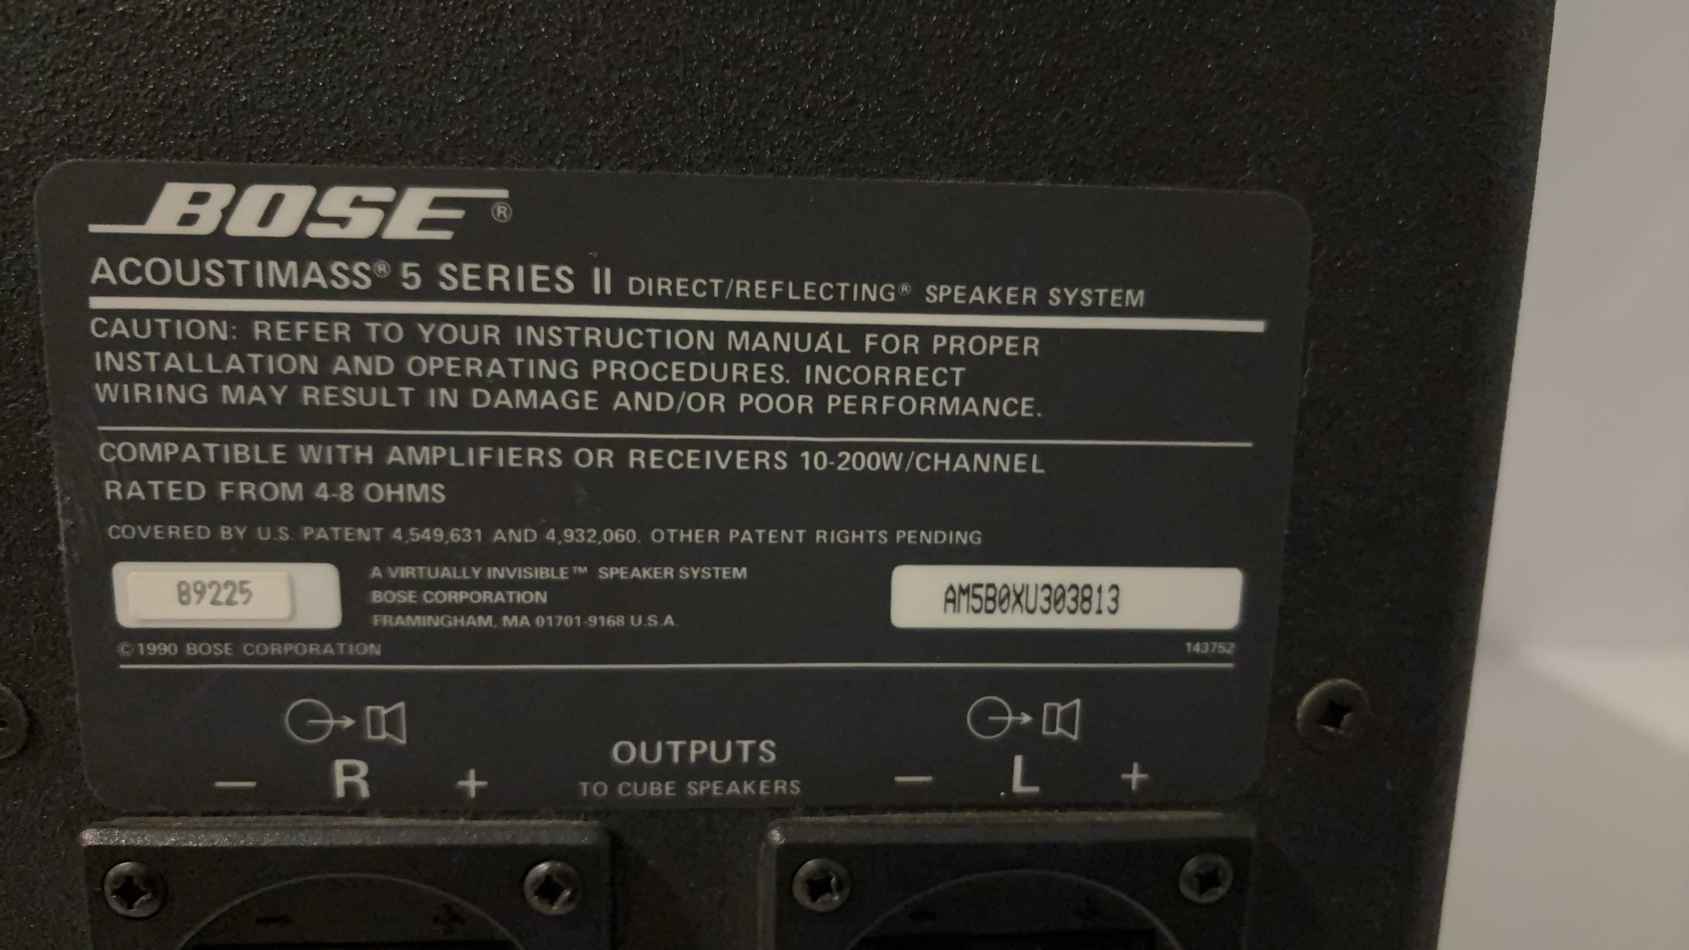 BOSE®
ACOUSTIMASS® 5 SERIES II DIRECT/REFLECTING® SPEAKER SYSTEM
CAUTION: REFER TO YOUR INSTRUCTION MANUAL FOR PROPER
INSTALLATION AND OPERATING PROCEDURES. INCORRECT
WIRING MAY RESULT IN DAMAGE AND/OR POOR PERFORMANCE.
COMPATIBLE WITH AMPLIFIERS OR RECEIVERS 10-200W/CHANNEL
RATED FROM 4-8 OHMS
COVERED BY U.S. PATENT 4,549,631 AND 4,932,060. OTHER PATENT RIGHTS PENDING
89225
A VIRTUALLY INVISIBLE™ SPEAKER SYSTEM
BOSE CORPORATION
FRAMINGHAM, MA 01701-9168 U.S.A.
AM5B0XU303813
©1990 BOSE CORPORATION
143752
OUTPUTS
TO CUBE SPEAKERS
− R +
− L +
− +
− +